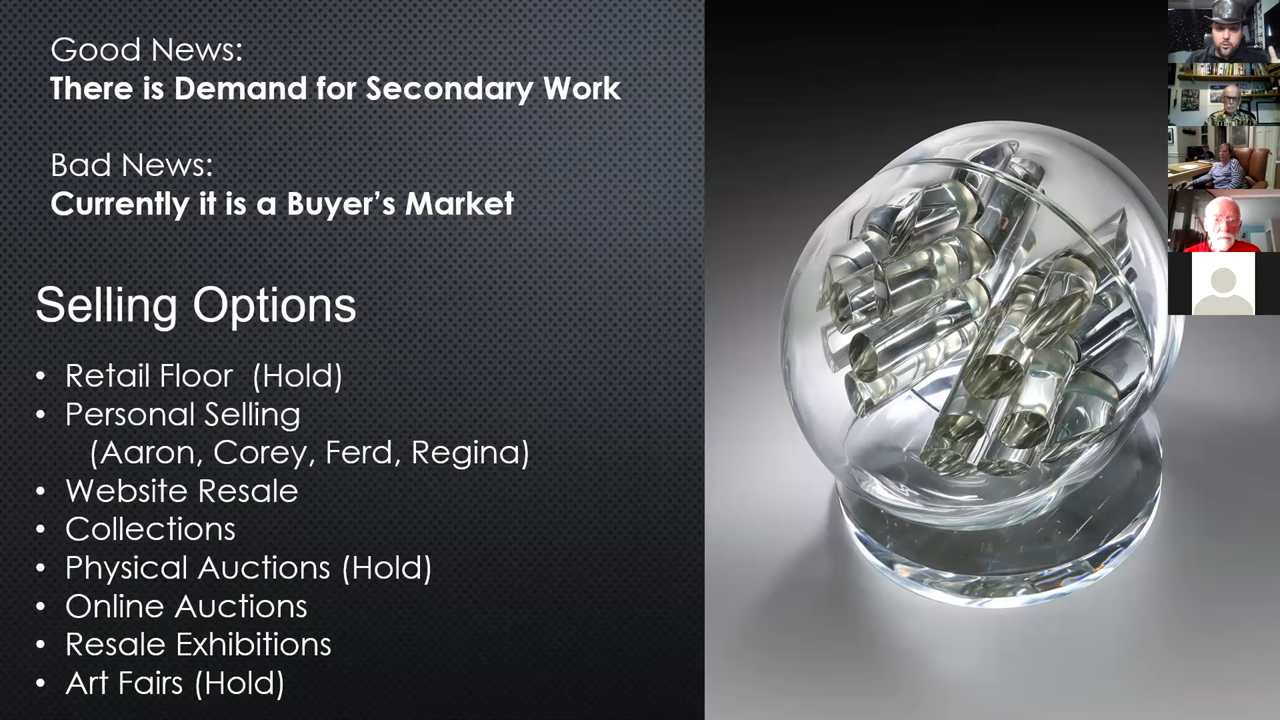 Good News:
There is Demand for Secondary Work
Bad News:
Currently it is a Buyer's Market
Selling Options
• Retail Floor (Hold)
• Personal Selling
(Aaron, Corey, Ferd, Regina)
• Website Resale
• Collections
• Physical Auctions (Hold)
• Online Auctions
• Resale Exhibitions
• Art Fairs (Hold)